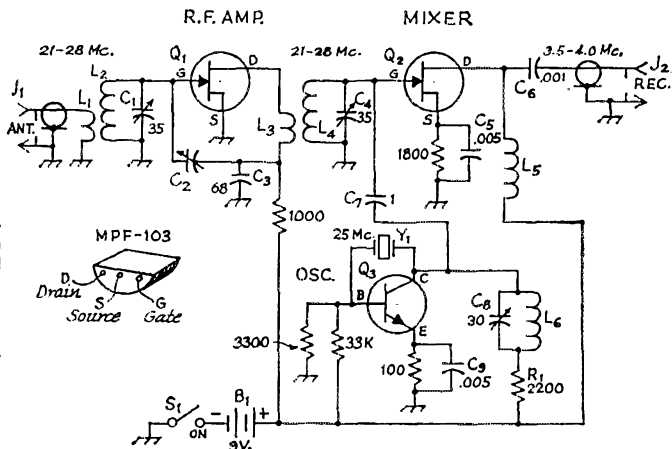 R.F. AMP.
MIXER
21-28 Mc.
Q1
D
G
S
21-28 Mc.
Q2
D
G
S
3.5-4.0 Mc.
J1
ANT.
L1
L2
C1
35
L3
L4
C4
35
C6
.001
J2
REC.
C5
.005
1800
L5
C2
C3
68
1000
C7
1
MPF-103
D
Drain
S
Source
G
Gate
25 Mc.
Y1
OSC.
Q3
B
C
E
3300
33K
100
C9
.005
C8
30
L6
R1
2200
S1
ON
B1
-
+
9V.